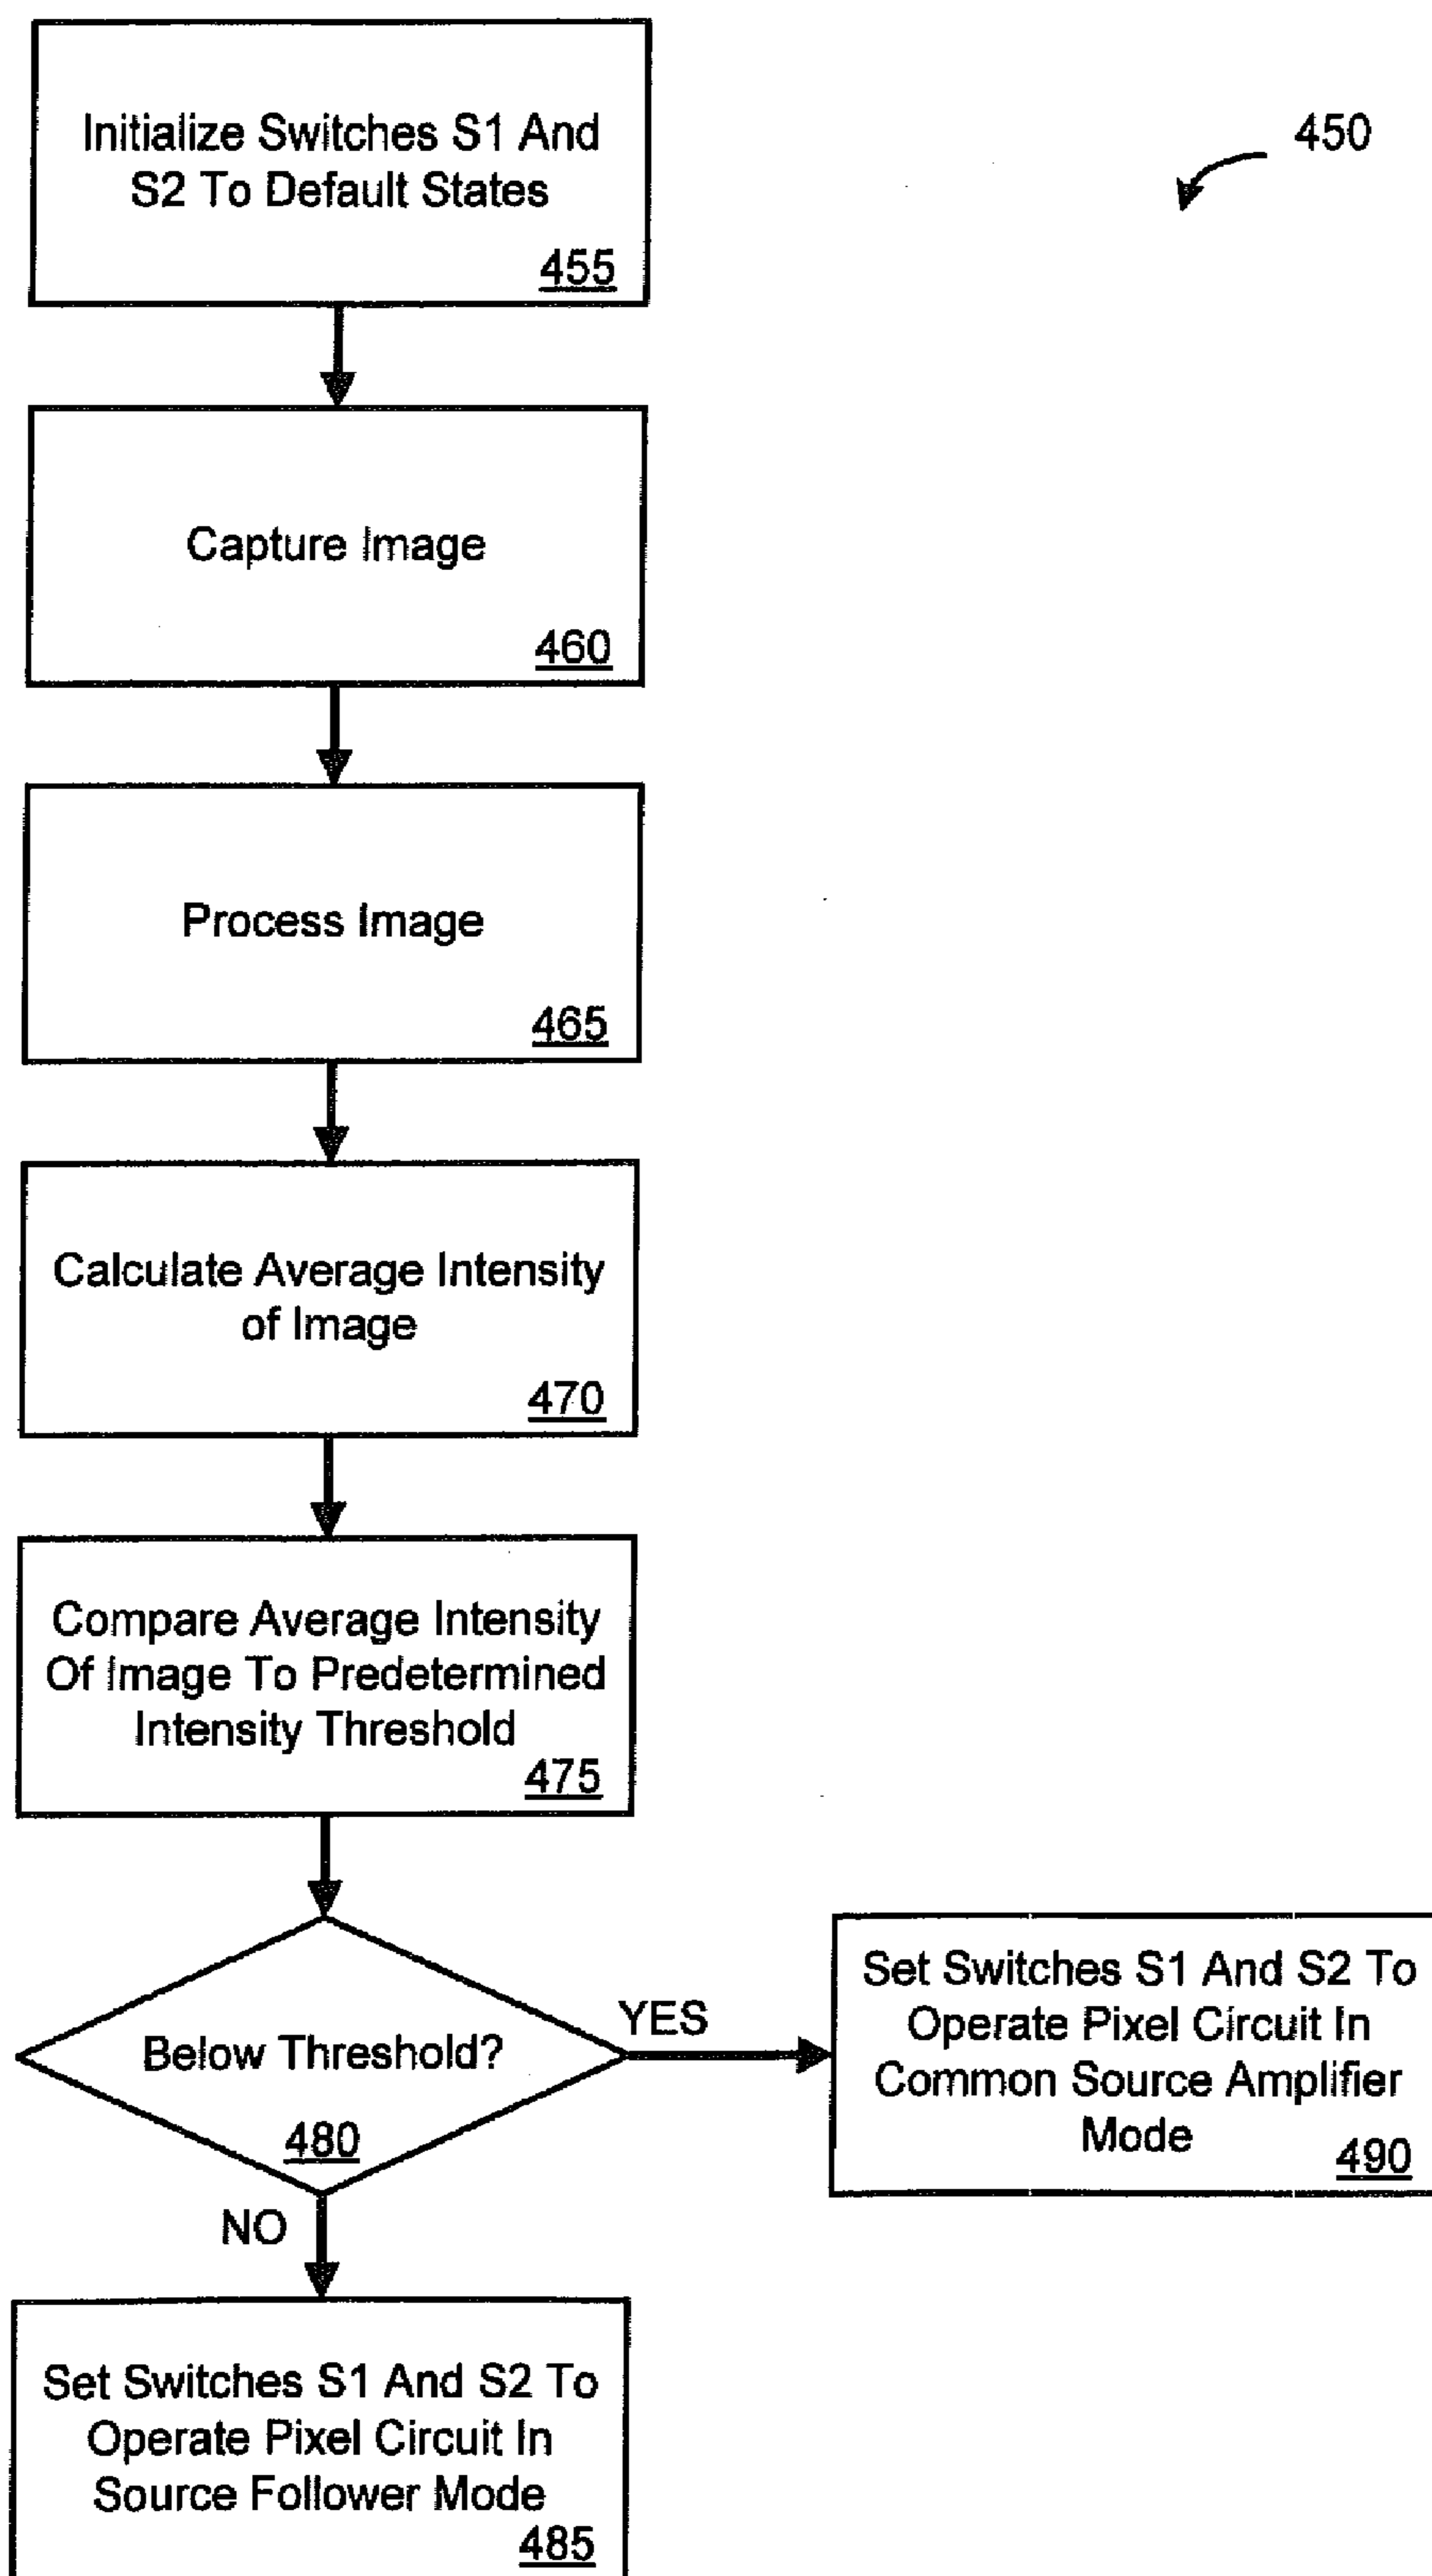 Initialize Switches S1 And
S2 To Default States
455
450
Capture Image
460
Process Image
465
Calculate Average Intensity
of Image
470
Compare Average Intensity
Of Image To Predetermined
Intensity Threshold
475
Below Threshold?
480
YES
Set Switches S1 And S2 To
Operate Pixel Circuit In
Common Source Amplifier
Mode
490
NO
Set Switches S1 And S2 To
Operate Pixel Circuit In
Source Follower Mode
485